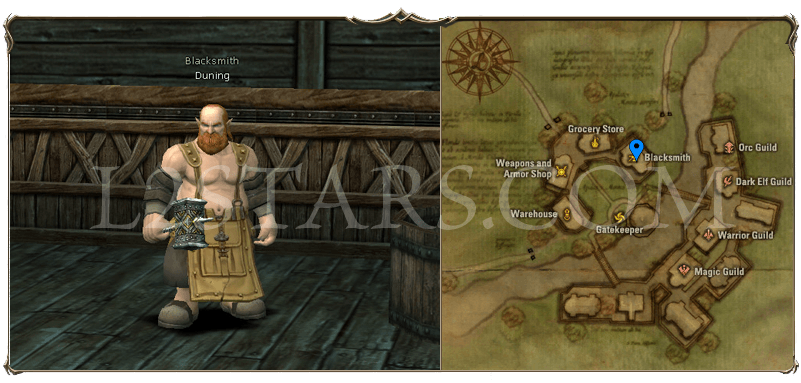 Blacksmith
Duning
L2STARS.COM
Grocery Store
Blacksmith
Orc Guild
Weapons and
Armor Shop
Dark Elf Guild
Warehouse
Gatekeeper
Warrior Guild
Magic Guild